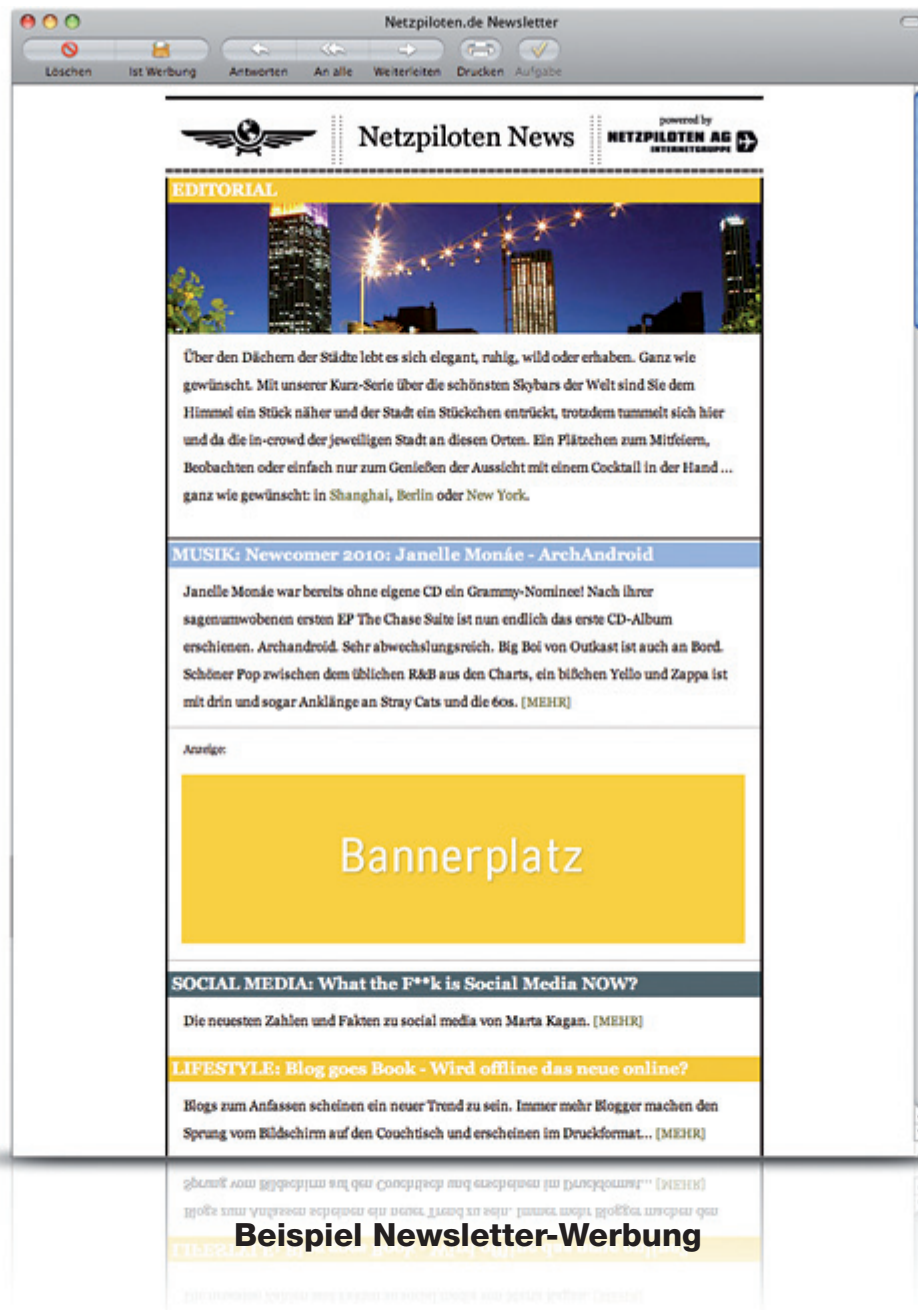 Netzpiloten.de Newsletter
Löschen Ist Werbung Antworten An alle Weiterleiten Drucken Aufgabe
Netzpiloten News
powered by
NETZPILOTEN AG
INTERNETGRUPPE
EDITORIAL
Über den Dächern der Städte lebt es sich elegant, ruhig, wild oder erhaben. Ganz wie
gewünscht. Mit unserer Kurz-Serie über die schönsten Skybars der Welt sind Sie dem
Himmel ein Stück näher und der Stadt ein Stückchen entrückt, trotzdem tummelt sich hier
und da die in-crowd der jeweiligen Stadt an diesen Orten. Ein Plätzchen zum Mitfeiern,
Beobachten oder einfach nur zum Genießen der Aussicht mit einem Cocktail in der Hand ...
ganz wie gewünscht: in Shanghai, Berlin oder New York.
MUSIK: Newcomer 2010: Janelle Monáe - ArchAndroid
Janelle Monáe war bereits ohne eigene CD ein Grammy-Nominee! Nach ihrer
sagenumwobenen ersten EP The Chase Suite ist nun endlich das erste CD-Album
erschienen. Archandroid. Sehr abwechslungsreich. Big Boi von Outkast ist auch an Bord.
Schöner Pop zwischen dem üblichen R&B aus den Charts, ein bißchen Yello und Zappa ist
mit drin und sogar Anklänge an Stray Cats und die 60s. [MEHR]
Anzeige:
Bannerplatz
SOCIAL MEDIA: What the F**k is Social Media NOW?
Die neuesten Zahlen und Fakten zu social media von Marta Kagan. [MEHR]
LIFESTYLE: Blog goes Book - Wird offline das neue online?
Blogs zum Anfassen scheinen ein neuer Trend zu sein. Immer mehr Blogger machen den
Sprung vom Bildschirm auf den Couchtisch und erscheinen im Druckformat... [MEHR]
Beispiel Newsletter-Werbung